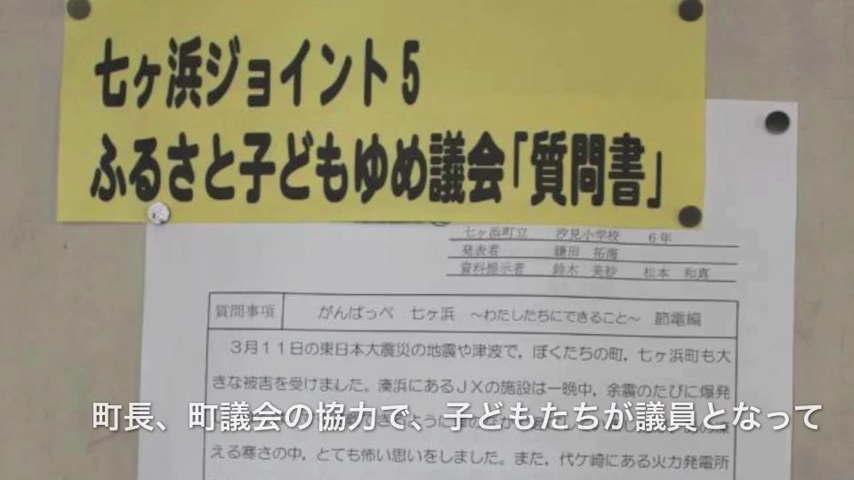 七ヶ浜ジョイント5
ふるさと子どもゆめ議会「質問書」
七ヶ浜町立 汐見小学校 6年
発表者 鎌田
資料提示者 鈴木 美紗 松本 和真
質問事項 がんばっぺ 七ヶ浜 ~わたしたちにできること~ 節電編
3月11日の東日本大震災の地震や津波で，ぼくたちの町，七ヶ浜町も大
きな被害を受けました。湊浜にあるJXの施設は一晩中，余震のたびに爆発
町長、町議会の協力で、子どもたちが議員となって
える寒さの中，とても怖い思いをしました。また，代ケ崎にある火力発電所